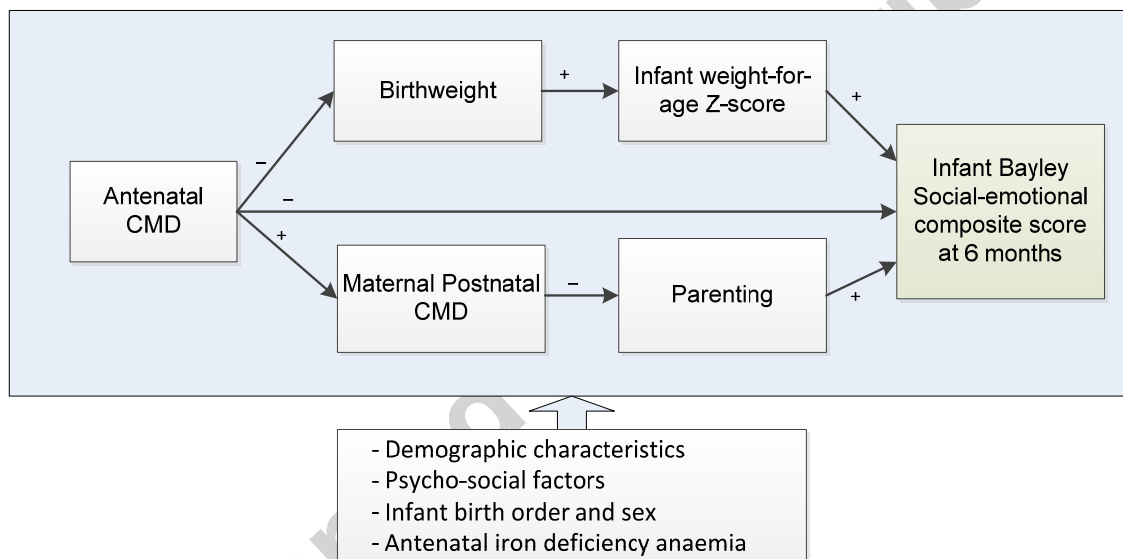 Birthweight
+
Infant weight-for-
age Z-score
+
–
Antenatal
CMD
–
Infant Bayley
Social-emotional
composite score
at 6 months
+
Maternal Postnatal
CMD
–
Parenting
+
- Demographic characteristics
- Psycho-social factors
- Infant birth order and sex
- Antenatal iron deficiency anaemia